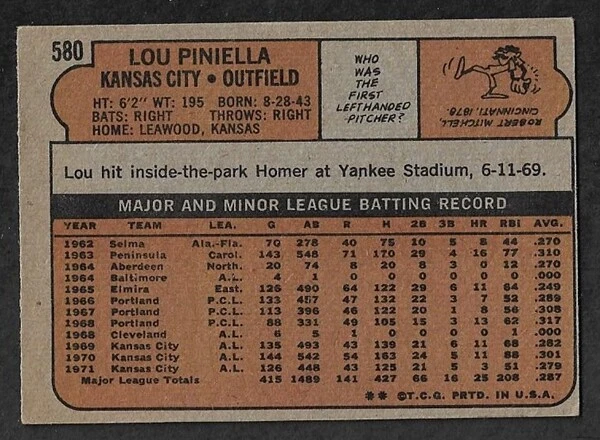 580
LOU PINIELLA
KANSAS CITY • OUTFIELD
HT: 6'2" WT: 195 BORN: 8-28-43
BATS: RIGHT THROWS: RIGHT
HOME: LEAWOOD, KANSAS
WHO
WAS
THE
FIRST
LEFTHANDED
PITCHER?
ROBERT MITCHELL,
CINCINNATI, 1878.
Lou hit inside-the-park Homer at Yankee Stadium, 6-11-69.
MAJOR AND MINOR LEAGUE BATTING RECORD
YEAR TEAM LEA. G AB R H 2B 3B HR RBI AVG.
1962 Selma Ala.-Fla. 70 278 40 75 10 5 8 44 .270
1963 Peninsula Carol. 143 548 71 170 29 4 16 77 .310
1964 Aberdeen North. 20 74 8 20 8 3 0 12 .270
1964 Baltimore A.L. 4 1 0 0 0 0 0 0 .000
1965 Elmira East. 126 490 64 122 29 6 11 64 .249
1966 Portland P.C.L. 133 457 47 132 22 3 7 52 .289
1967 Portland P.C.L. 113 396 46 122 20 1 8 56 .308
1968 Portland P.C.L. 88 331 49 105 15 3 13 62 .317
1968 Cleveland A.L. 6 5 1 0 0 0 0 1 .000
1969 Kansas City A.L. 135 493 43 139 21 6 11 68 .282
1970 Kansas City A.L. 144 542 54 163 24 5 11 88 .301
1971 Kansas City A.L. 126 448 43 125 21 5 3 51 .279
Major League Totals 415 1489 141 427 66 16 25 208 .287
** ©T.C.G. PRTD. IN U.S.A.